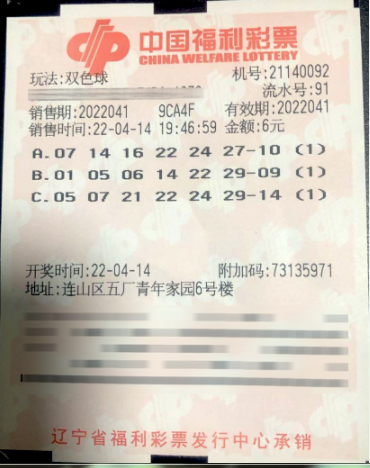 中国福利彩票
CHINA WELFARE LOTTERY
玩法:双色球 机号:21140092
流水号:91
销售期:2022041 9CA4F 有效期:2022041
销售时间:22-04-14 19:46:59 金额:6元
A.07 14 16 22 24 27-10 (1)
B.01 05 06 14 22 29-09 (1)
C.05 07 21 22 24 29-14 (1)
开奖时间:22-04-14 附加码:73135971
地址:连山区五厂青年家园6号楼
辽宁省福利彩票发行中心承销